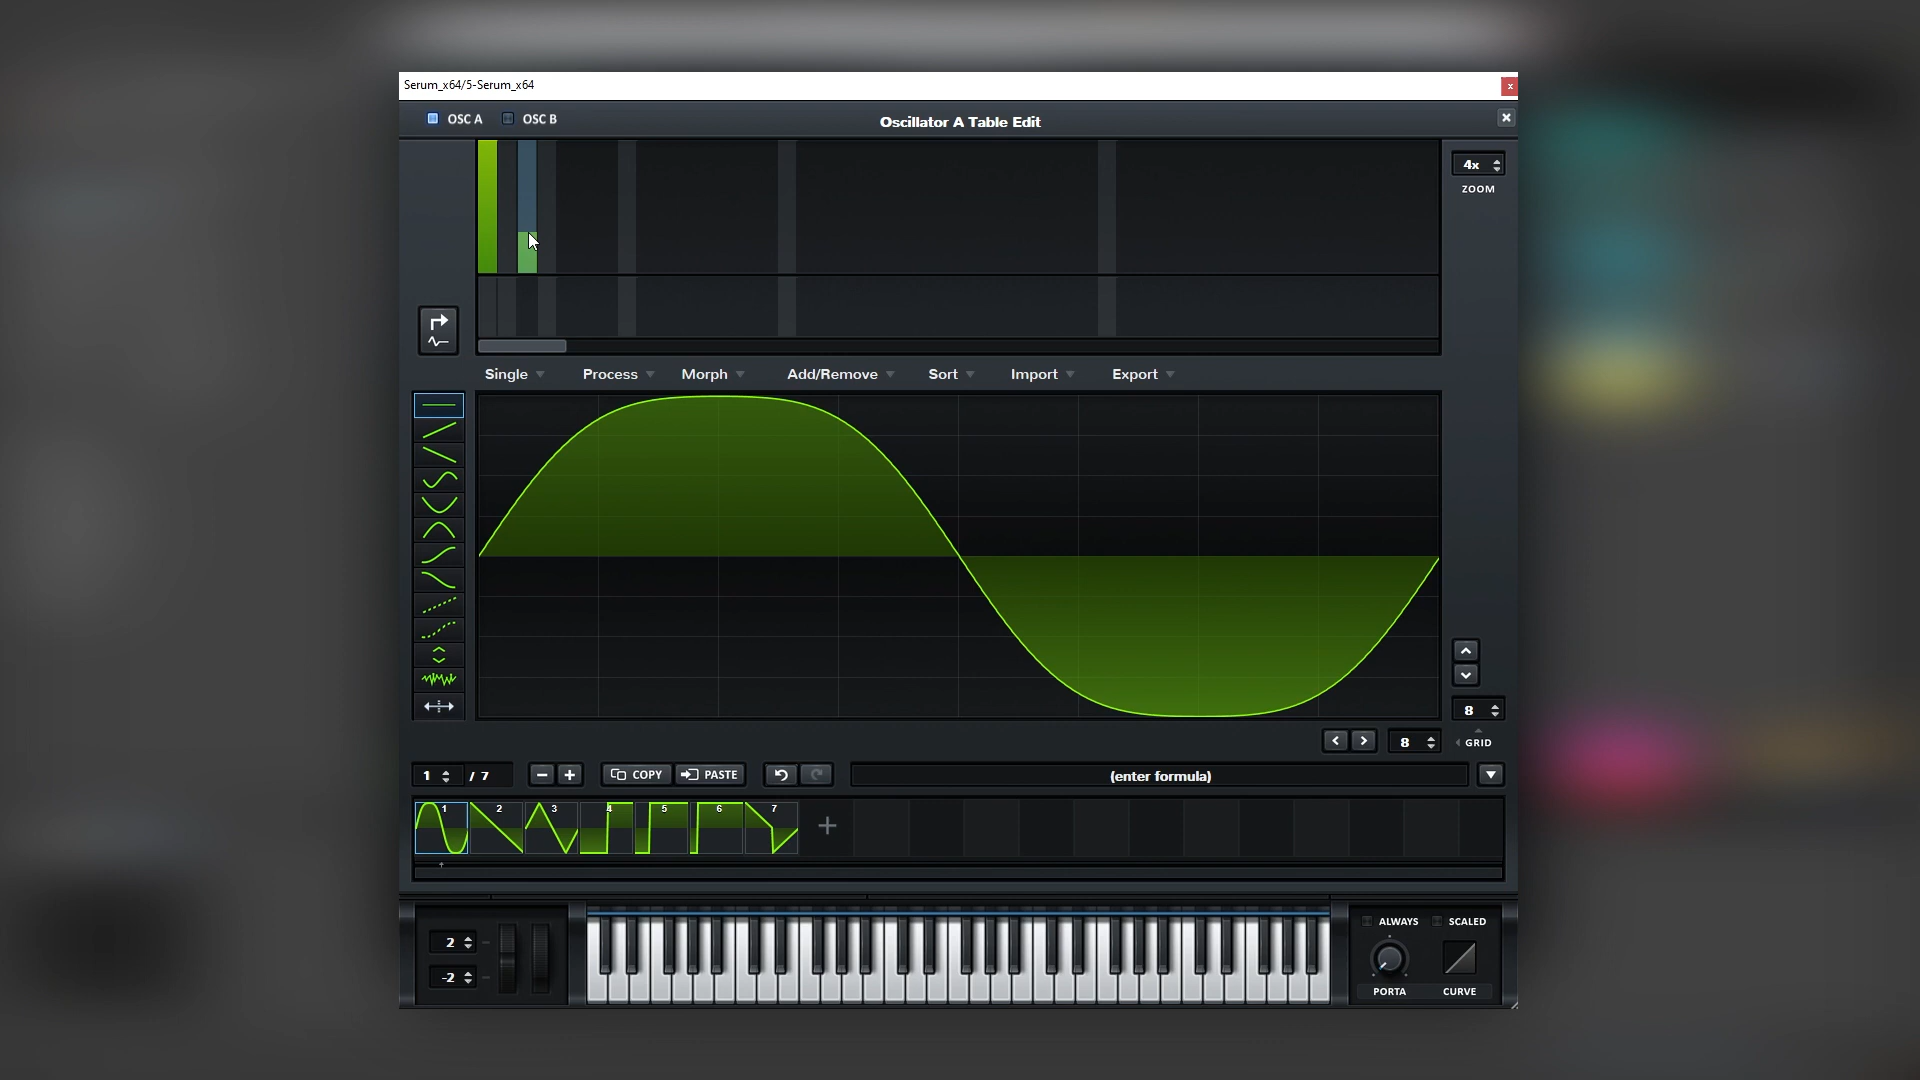 Serum_x64/5-Serum_x64
x
OSC A OSC B
Oscillator A Table Edit
4x
ZOOM
Single Process Morph Add/Remove Sort Import Export
8
8
GRID
1 / 7
COPY PASTE
(enter formula)
1 2 3 4 5 6 7
2
-2
ALWAYS SCALED
PORTA CURVE